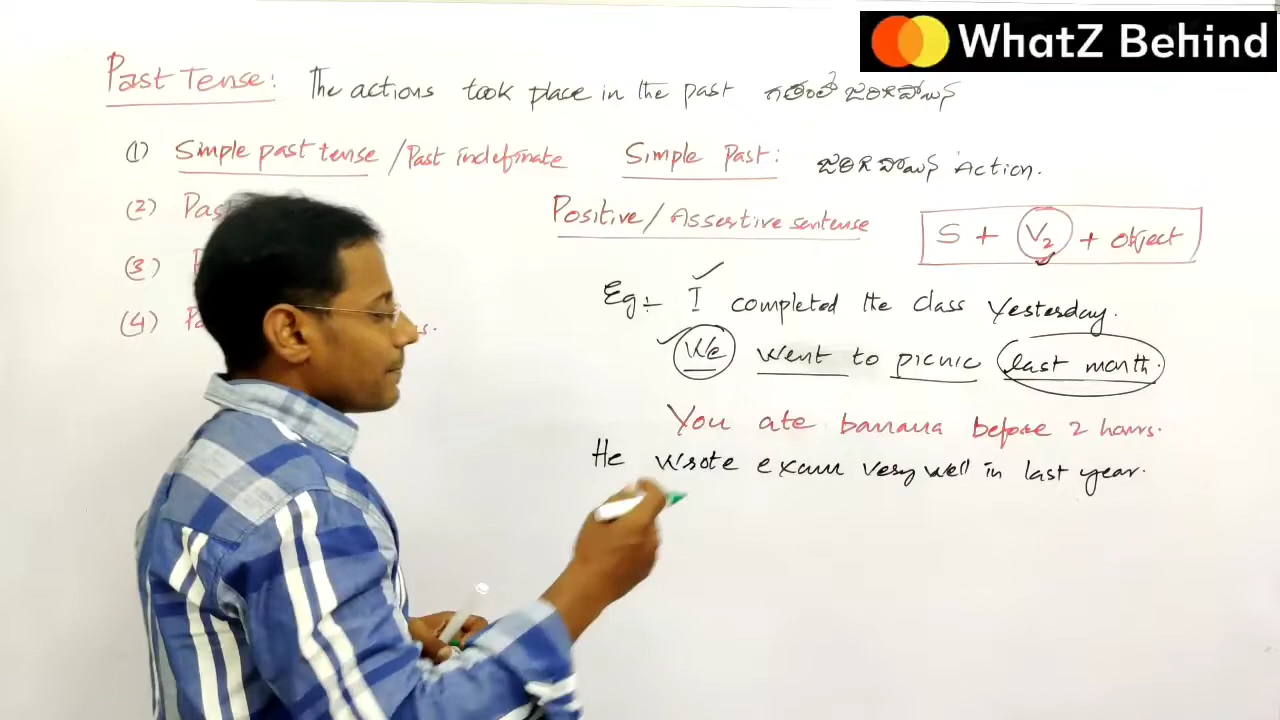 WhatZ Behind
Past Tense: The actions took place in the past గతంలో జరిగిపోయిన
(1) Simple past tense / Past indefinate Simple Past: జరిగి పోయిన Action.
(2) Pas
Positive / Assertive sentence S + V2 + object
(3) P
Eg:- I completed the class Yesterday.
(4) Pa s.
We went to picnic last month.
You ate banana before 2 hours.
He wrote exam very well in last year.